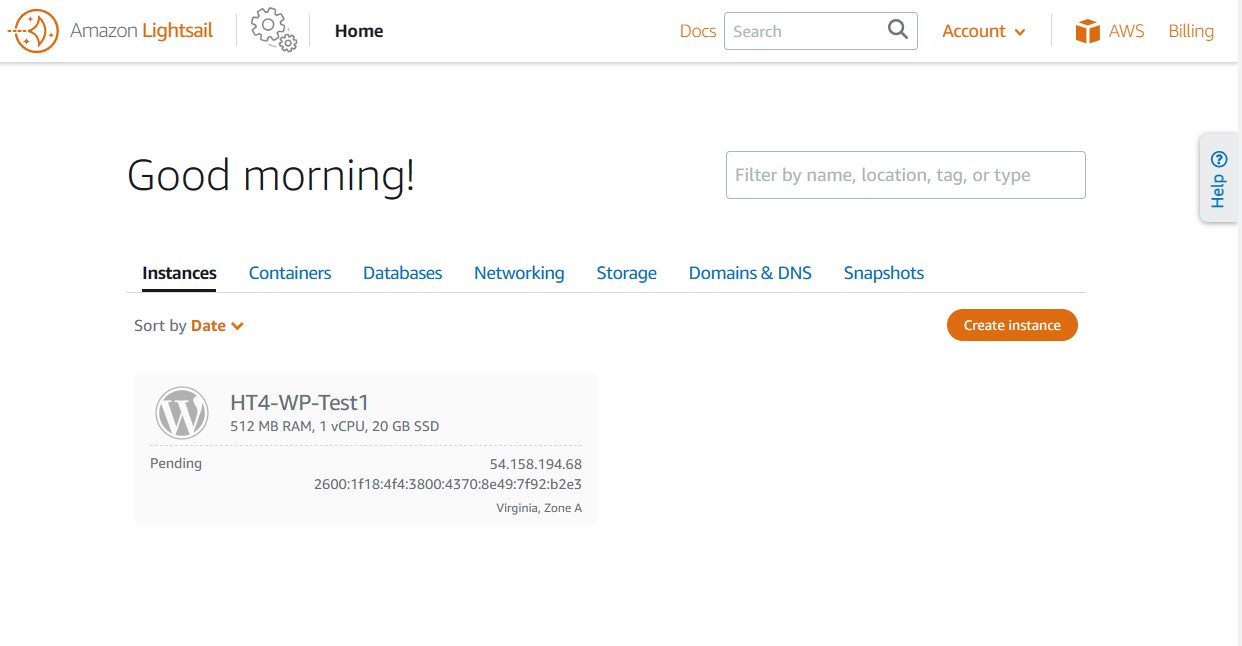 Amazon Lightsail
Home
Docs
Search
Account
AWS
Billing
Good morning!
Filter by name, location, tag, or type
Help
Instances
Containers
Databases
Networking
Storage
Domains & DNS
Snapshots
Sort by Date
Create instance
HT4-WP-Test1
512 MB RAM, 1 vCPU, 20 GB SSD
Pending
54.158.194.68
2600:1f18:4f4:3800:4370:8e49:7f92:b2e3
Virginia, Zone A